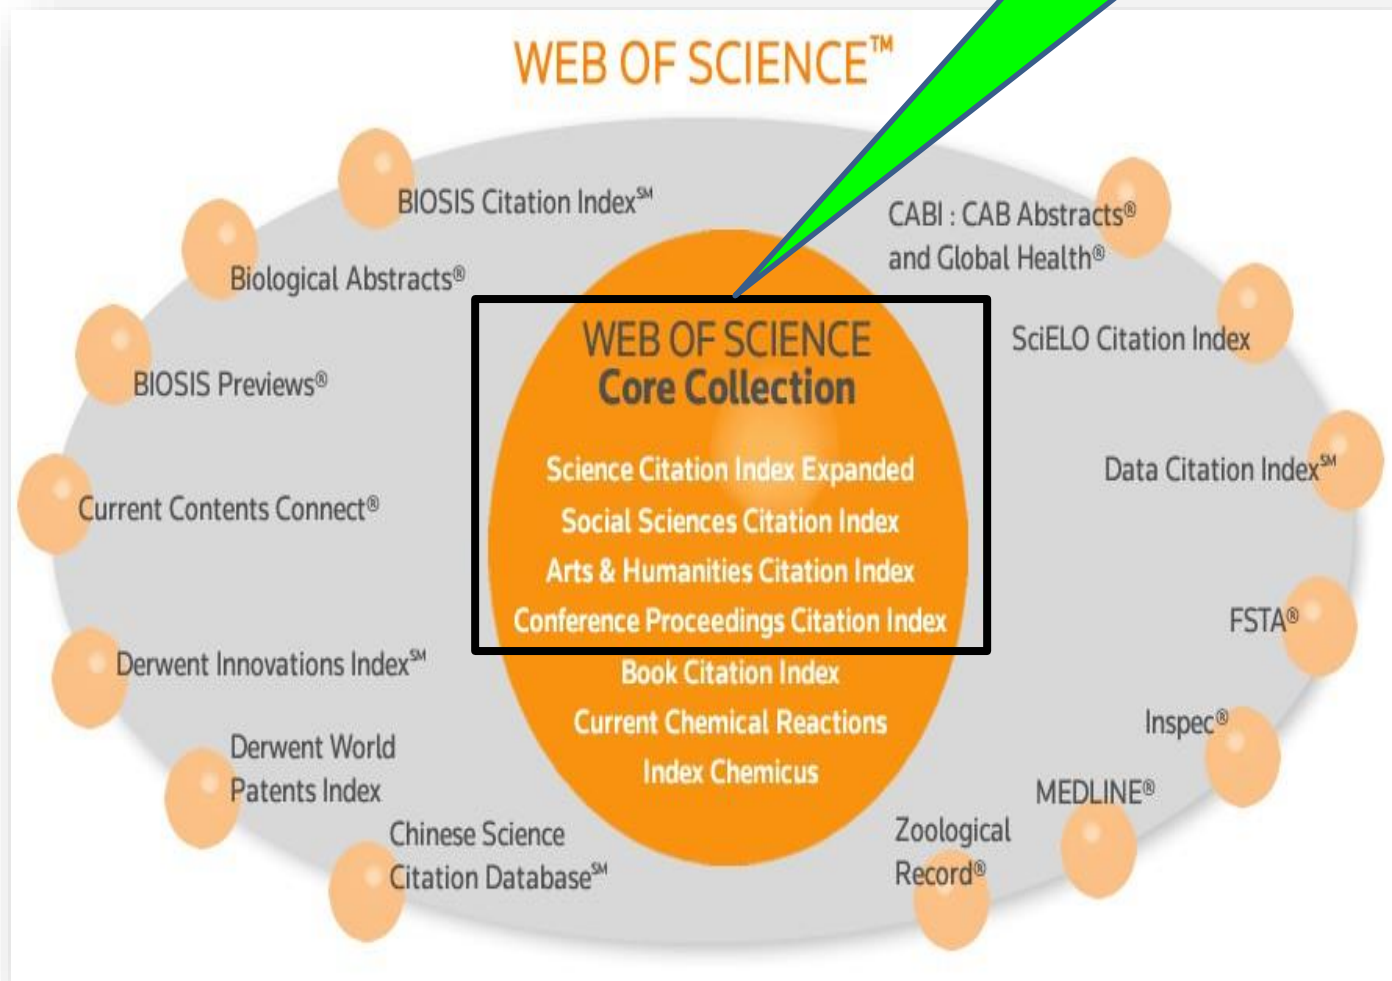 WEB OF SCIENCE™
BIOSIS Citation Index℠
Biological Abstracts®
BIOSIS Previews®
Current Contents Connect®
Derwent Innovations Index℠
Derwent World
Patents Index
Chinese Science
Citation Database℠
WEB OF SCIENCE
Core Collection
Science Citation Index Expanded
Social Sciences Citation Index
Arts & Humanities Citation Index
Conference Proceedings Citation Index
Book Citation Index
Current Chemical Reactions
Index Chemicus
CABI : CAB Abstracts®
and Global Health®
SciELO Citation Index
Data Citation Index℠
FSTA®
Inspec®
MEDLINE®
Zoological
Record®